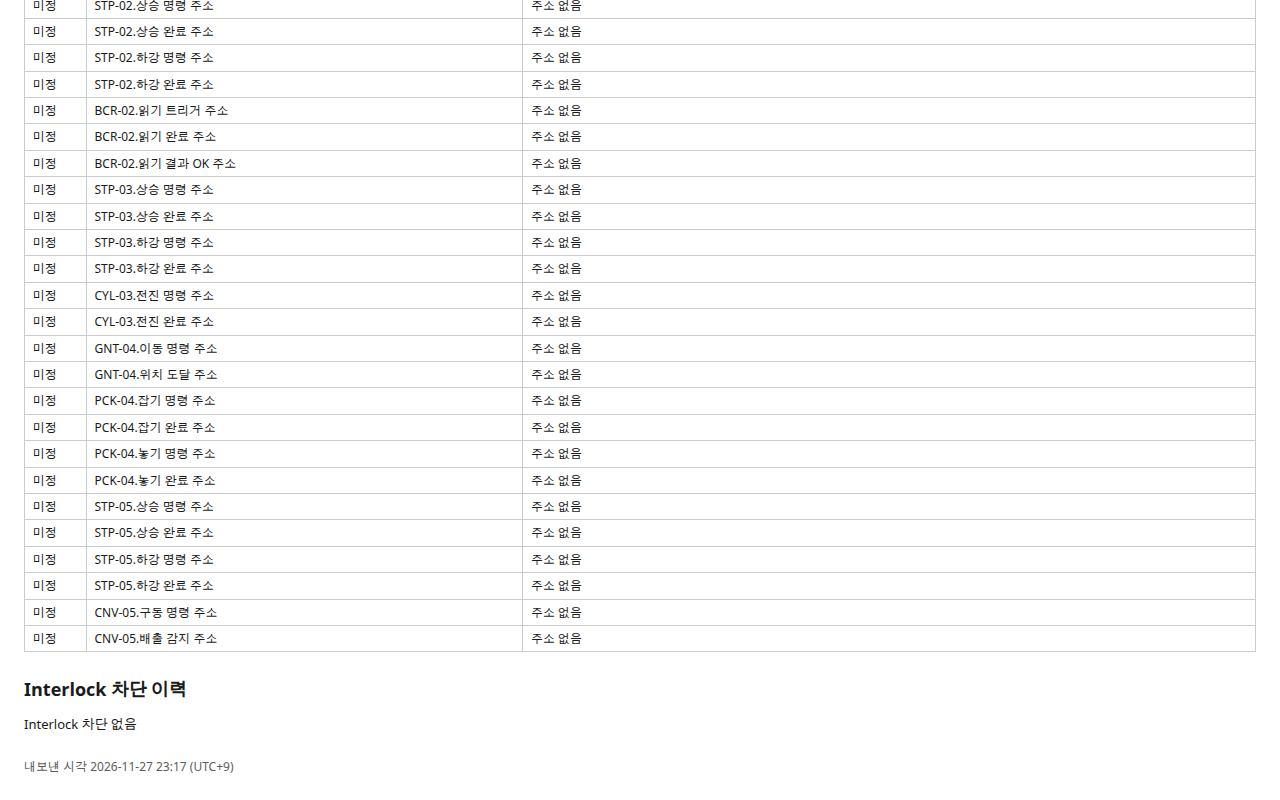 미정 STP-02.상승 명령 주소 주소 없음
미정 STP-02.상승 완료 주소 주소 없음
미정 STP-02.하강 명령 주소 주소 없음
미정 STP-02.하강 완료 주소 주소 없음
미정 BCR-02.읽기 트리거 주소 주소 없음
미정 BCR-02.읽기 완료 주소 주소 없음
미정 BCR-02.읽기 결과 OK 주소 주소 없음
미정 STP-03.상승 명령 주소 주소 없음
미정 STP-03.상승 완료 주소 주소 없음
미정 STP-03.하강 명령 주소 주소 없음
미정 STP-03.하강 완료 주소 주소 없음
미정 CYL-03.전진 명령 주소 주소 없음
미정 CYL-03.전진 완료 주소 주소 없음
미정 GNT-04.이동 명령 주소 주소 없음
미정 GNT-04.위치 도달 주소 주소 없음
미정 PCK-04.잡기 명령 주소 주소 없음
미정 PCK-04.잡기 완료 주소 주소 없음
미정 PCK-04.놓기 명령 주소 주소 없음
미정 PCK-04.놓기 완료 주소 주소 없음
미정 STP-05.상승 명령 주소 주소 없음
미정 STP-05.상승 완료 주소 주소 없음
미정 STP-05.하강 명령 주소 주소 없음
미정 STP-05.하강 완료 주소 주소 없음
미정 CNV-05.구동 명령 주소 주소 없음
미정 CNV-05.배출 감지 주소 주소 없음
Interlock 차단 이력
Interlock 차단 없음
내보낸 시각 2026-11-27 23:17 (UTC+9)